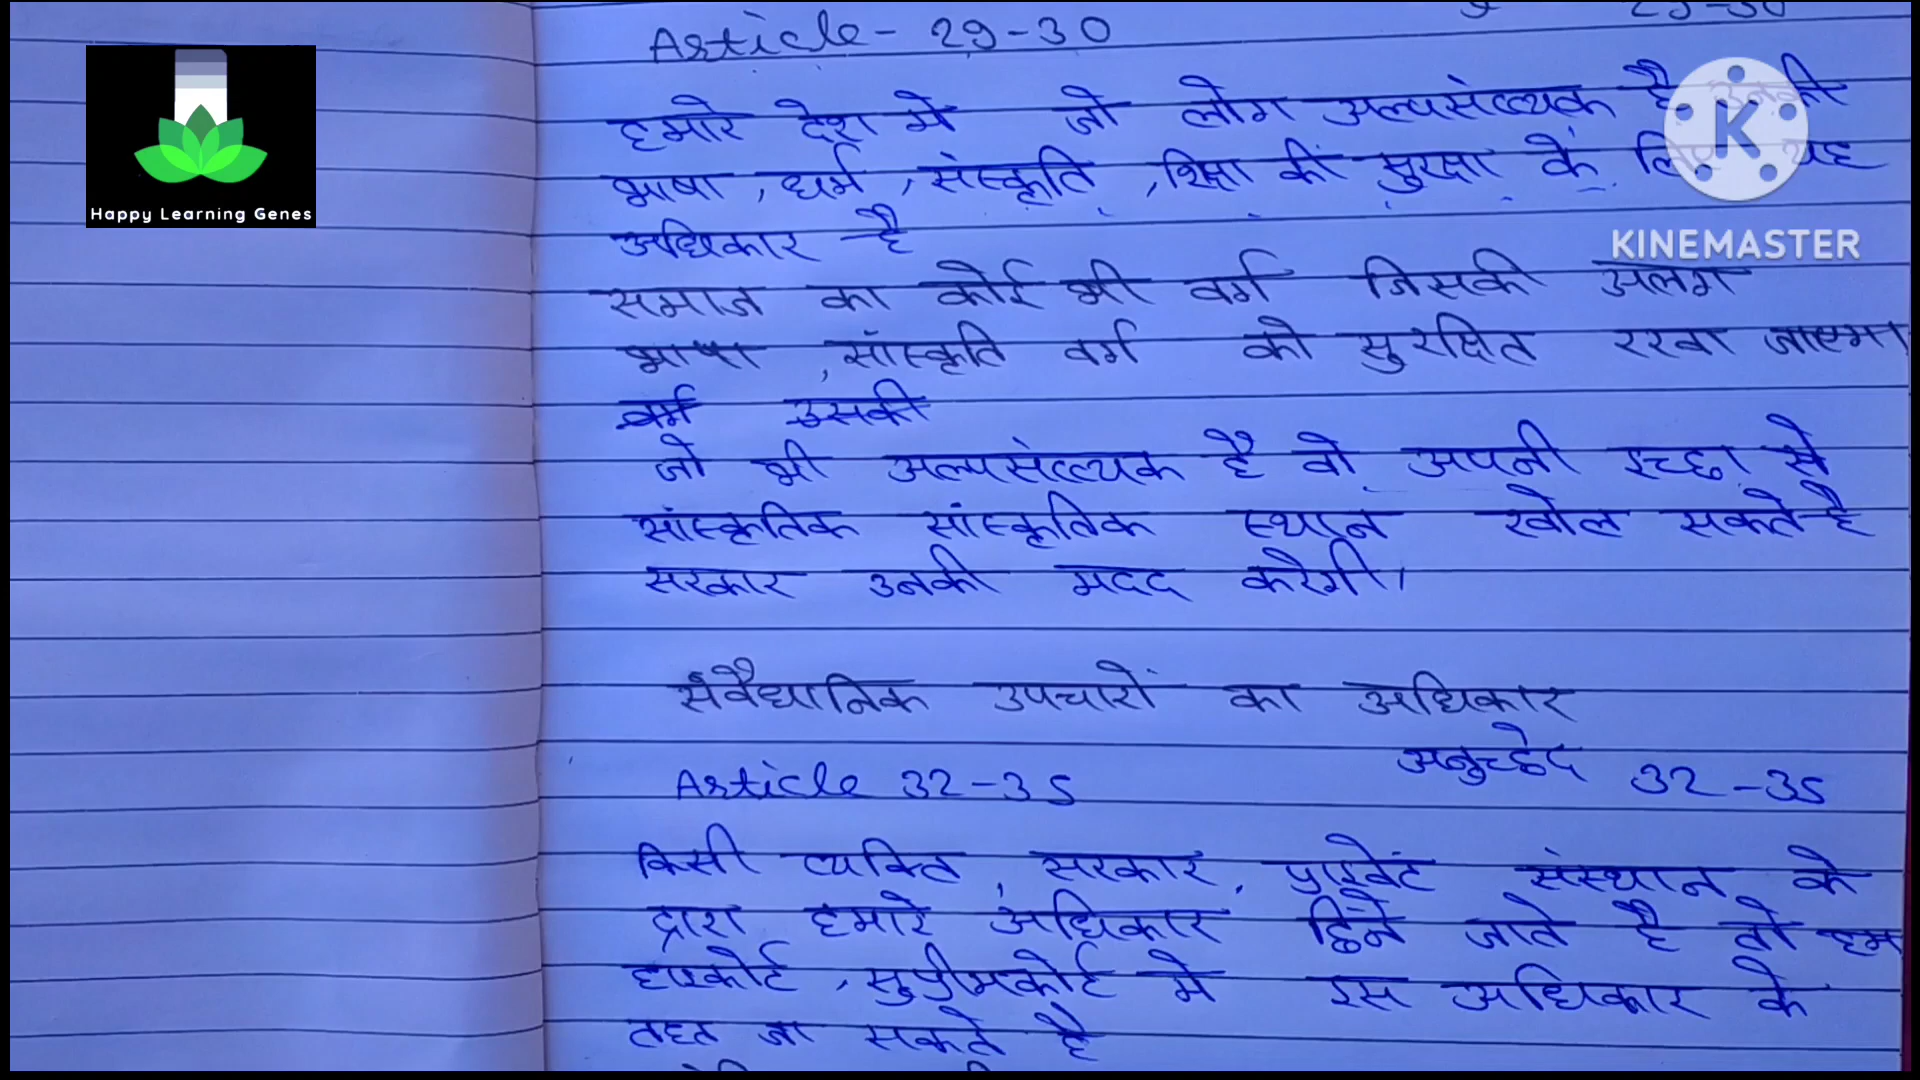 Article - 29-30
हमारे देश मे जो लोग अल्पसंख्यक है उनकी
भाषा, धर्म, संस्कृति, शिक्षा की सुरक्षा के लिए यह
अधिकार है
समाज का कोई भी वर्ग जिसकी अलग
भाषा, सांस्कृति वर्ग को सुरक्षित रखा जाएगा
वर्ग उसकी
जो भी अल्पसंख्यक है वो अपनी इच्छा से
सांस्कृतिक सांस्कृतिक स्थान खोल सकते है
सरकार उनकी मदद करेगी।
संवैधानिक उपचारों का अधिकार
अनुच्छेद 32-35
Article 32-35
किसी व्यक्ति, सरकार, प्राइवेट संस्थान के
द्वारा हमारे अधिकार छिने जाते है तो हम
हाइकोर्ट, सुप्रीमकोर्ट मे इस अधिकार के
तहत जा सकते है
Happy Learning Genes
K
KINEMASTER